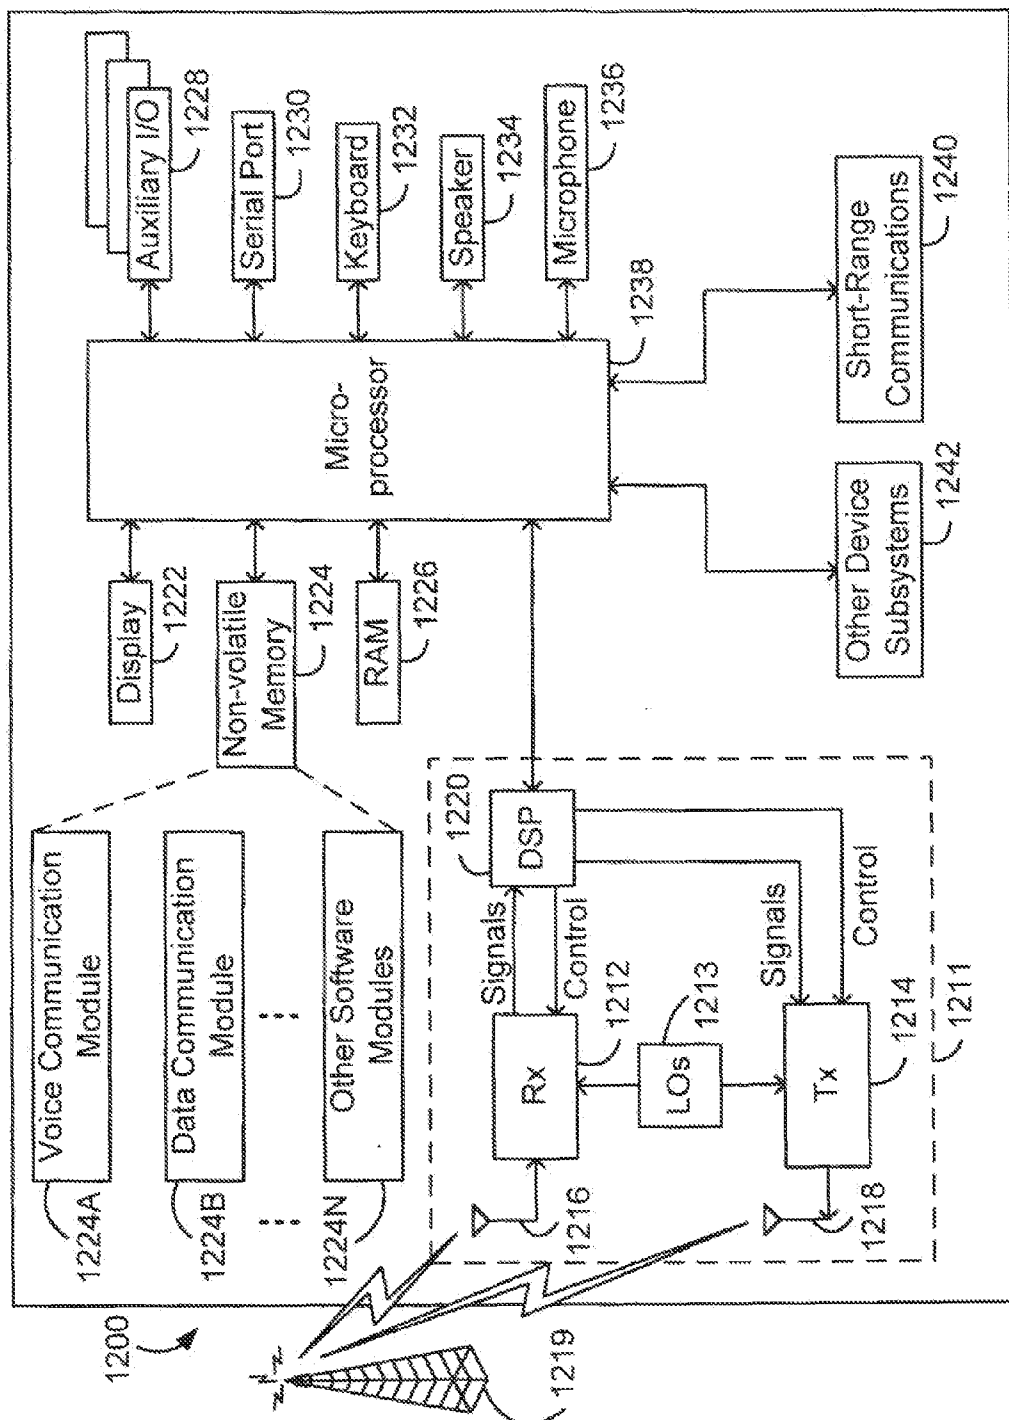 1200
1219
1224A
Voice Communication
Module
1224B
Data Communication
Module
...
...
1224N
Other Software
Modules
Display
1222
Non-volatile
Memory
1224
RAM
1226
Micro-
processor
1238
Auxiliary I/O
1228
Serial Port
1230
Keyboard
1232
Speaker
1234
Microphone
1236
1216
1218
Rx
1212
LOs
1213
Tx
1214
Signals
Control
DSP
1220
Signals
Control
1211
Other Device
Subsystems
1242
Short-Range
Communications
1240